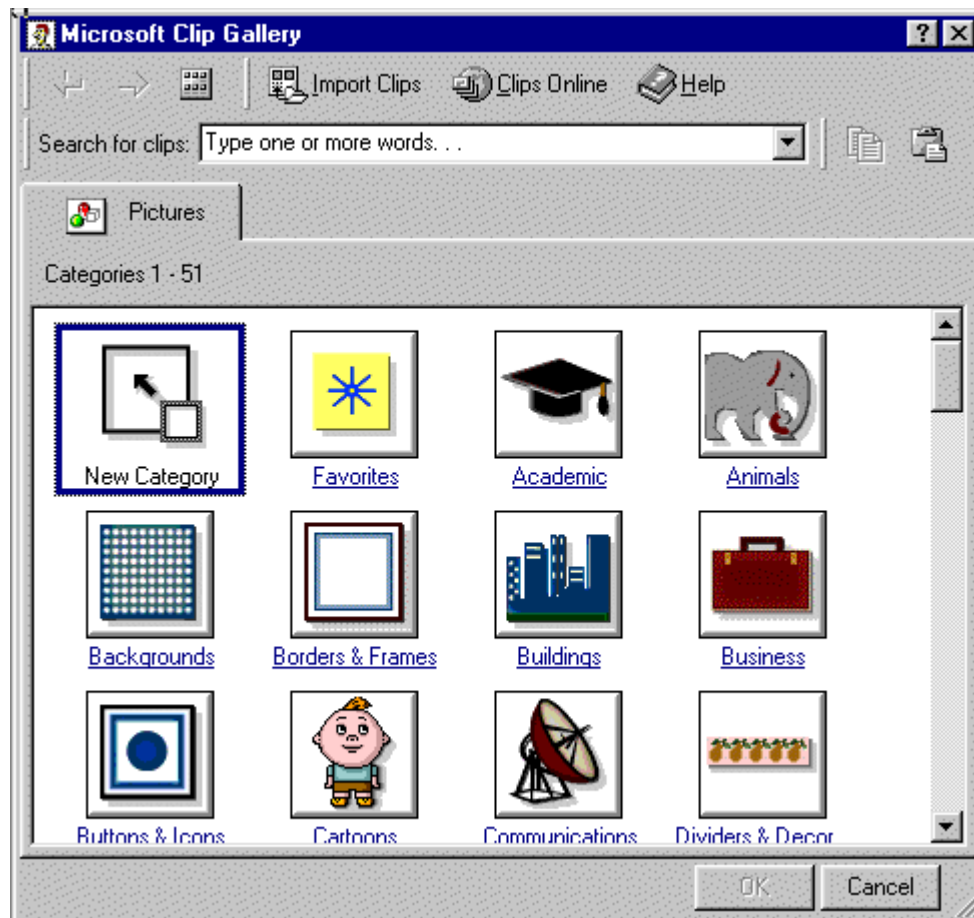 Microsoft Clip Gallery
Import Clips Clips Online Help
Search for clips: Type one or more words. . .
Pictures
Categories 1 - 51
New Category Favorites Academic Animals
Backgrounds Borders & Frames Buildings Business
Buttons & Icons Cartoons Communications Dividers & Decor
OK Cancel